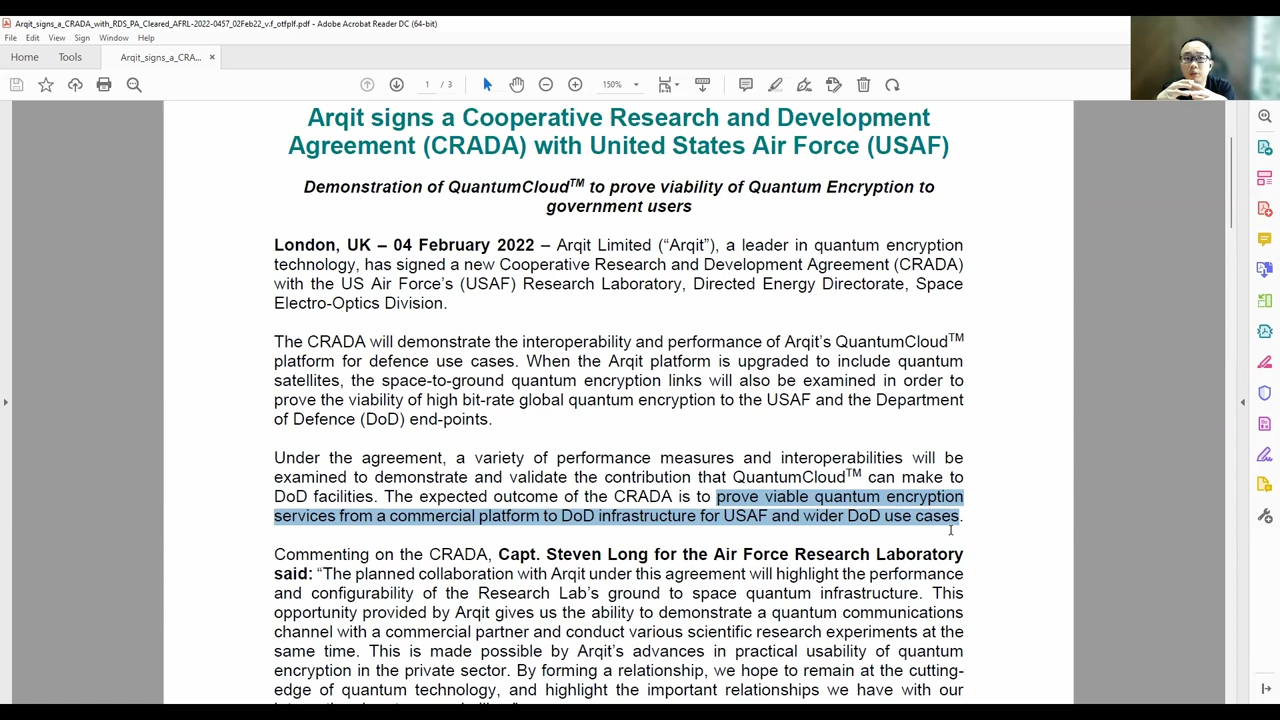 Arqit_signs_a_CRADA_with_RDS_PA_Cleared_AFRL-2022-0457_02Feb22_v.f_otfplf.pdf - Adobe Acrobat Reader DC (64-bit)
File Edit View Sign Window Help
Home Tools Arqit_signs_a_CRA... ×
1 / 3 150%
Arqit signs a Cooperative Research and Development
Agreement (CRADA) with United States Air Force (USAF)
Demonstration of QuantumCloudTM to prove viability of Quantum Encryption to
government users
London, UK – 04 February 2022 – Arqit Limited (“Arqit”), a leader in quantum encryption
technology, has signed a new Cooperative Research and Development Agreement (CRADA)
with the US Air Force’s (USAF) Research Laboratory, Directed Energy Directorate, Space
Electro-Optics Division.
The CRADA will demonstrate the interoperability and performance of Arqit’s QuantumCloudTM
platform for defence use cases. When the Arqit platform is upgraded to include quantum
satellites, the space-to-ground quantum encryption links will also be examined in order to
prove the viability of high bit-rate global quantum encryption to the USAF and the Department
of Defence (DoD) end-points.
Under the agreement, a variety of performance measures and interoperabilities will be
examined to demonstrate and validate the contribution that QuantumCloudTM can make to
DoD facilities. The expected outcome of the CRADA is to prove viable quantum encryption
services from a commercial platform to DoD infrastructure for USAF and wider DoD use cases.
Commenting on the CRADA, Capt. Steven Long for the Air Force Research Laboratory
said: “The planned collaboration with Arqit under this agreement will highlight the performance
and configurability of the Research Lab’s ground to space quantum infrastructure. This
opportunity provided by Arqit gives us the ability to demonstrate a quantum communications
channel with a commercial partner and conduct various scientific research experiments at the
same time. This is made possible by Arqit’s advances in practical usability of quantum
encryption in the private sector. By forming a relationship, we hope to remain at the cutting-
edge of quantum technology, and highlight the important relationships we have with our